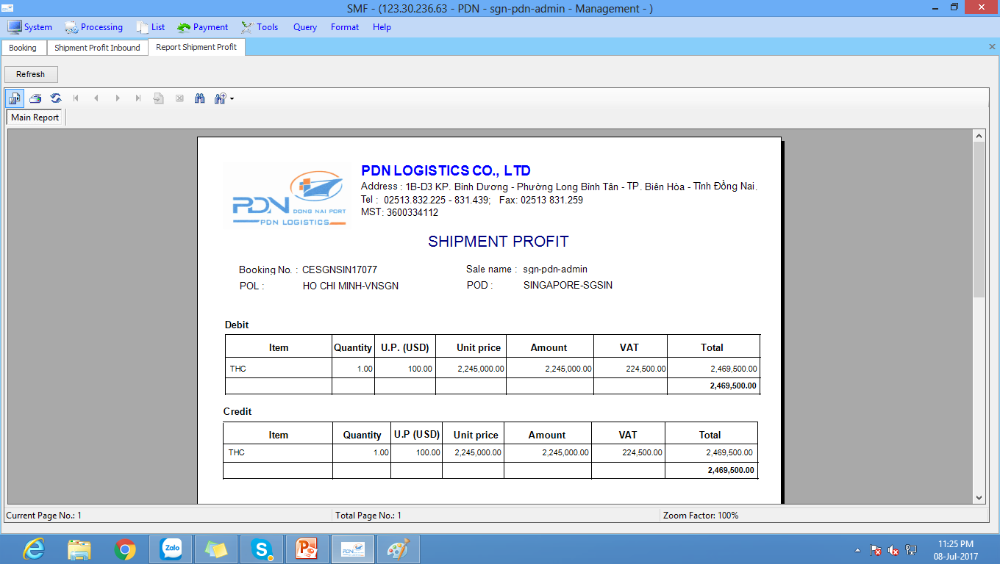 SMF - (123.30.236.63 - PDN - sgn-pdn-admin - Management - )
System Processing List Payment Tools Query Format Help
Booking Shipment Profit Inbound Report Shipment Profit
Refresh
Main Report
PDN LOGISTICS CO., LTD
Address : 1B-D3 KP. Bình Dương - Phường Long Bình Tân - TP. Biên Hòa - Tỉnh Đồng Nai.
Tel : 02513.832.225 - 831.439; Fax: 02513 831.259
MST: 3600334112
PDN DONG NAI PORT
PDN LOGISTICS
SHIPMENT PROFIT
Booking No. : CESGNSIN17077 Sale name : sgn-pdn-admin
POL : HO CHI MINH-VNSGN POD : SINGAPORE-SGSIN
Debit
Item Quantity U.P. (USD) Unit price Amount VAT Total
THC 1.00 100.00 2,245,000.00 2,245,000.00 224,500.00 2,469,500.00
2,469,500.00
Credit
Item Quantity U.P (USD) Unit price Amount VAT Total
THC 1.00 100.00 2,245,000.00 2,245,000.00 224,500.00 2,469,500.00
2,469,500.00
Current Page No.: 1 Total Page No.: 1 Zoom Factor: 100%
Zalo
PDN
11:25 PM
08-Jul-2017